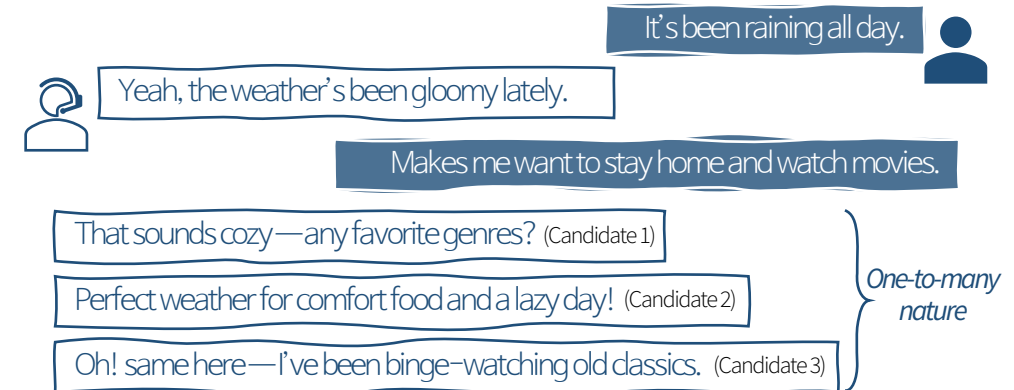 It's been raining all day.
Yeah, the weather's been gloomy lately.
Makes me want to stay home and watch movies.
That sounds cozy—any favorite genres? (Candidate 1)
Perfect weather for comfort food and a lazy day! (Candidate 2)
Oh! same here—I've been binge-watching old classics. (Candidate 3)
One-to-many
nature